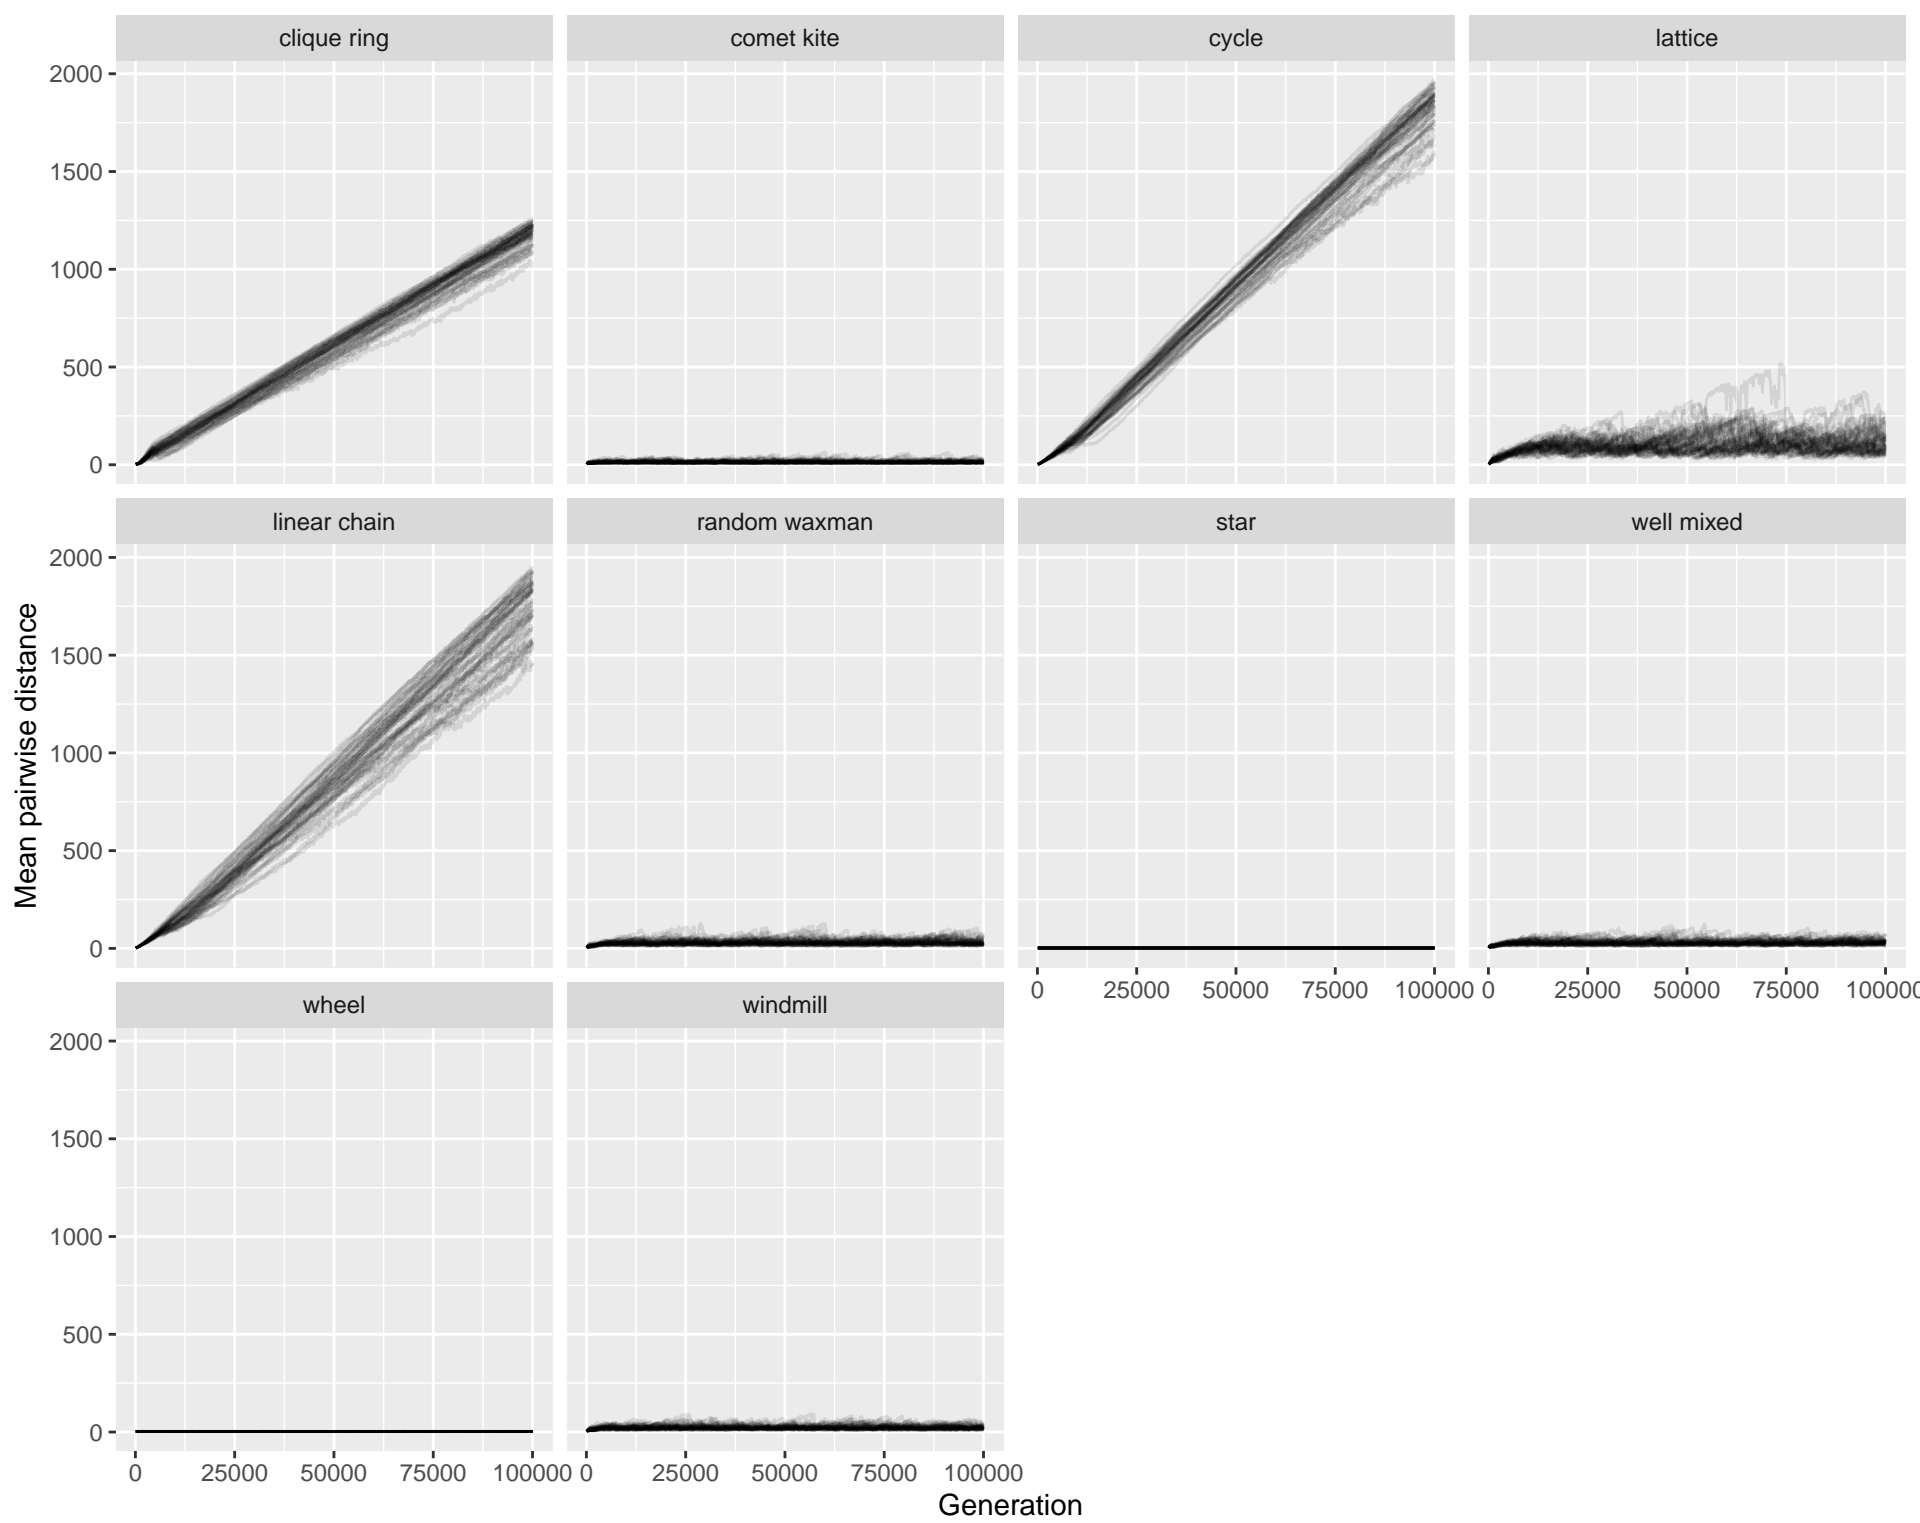 clique ring
comet kite
cycle
lattice
2000
1500
1000
500
0
linear chain
random waxman
star
well mixed
2000
1500
1000
500
0
0 25000 50000 75000 100000
0 25000 50000 75000 100000
wheel
windmill
2000
1500
1000
500
0
0 25000 50000 75000 100000
0 25000 50000 75000 100000
Mean pairwise distance
Generation